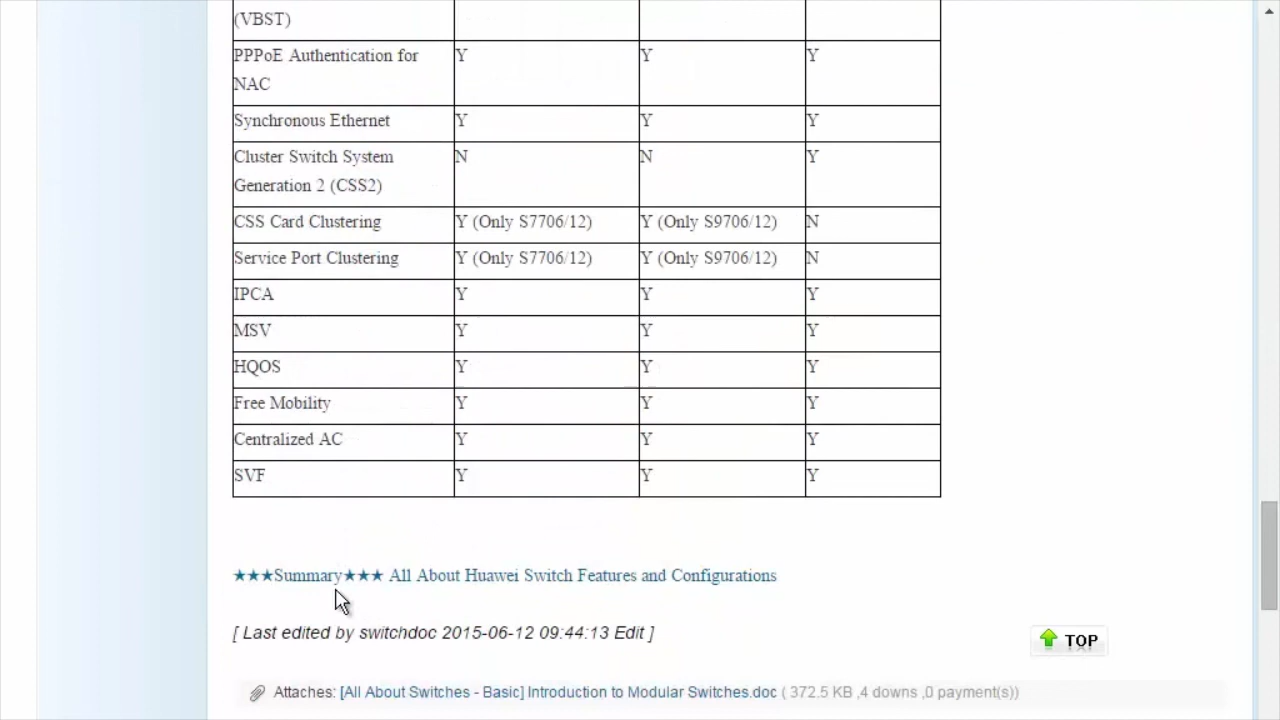 (VBST)
PPPoE Authentication for Y Y Y
NAC
Synchronous Ethernet Y Y Y
Cluster Switch System N N Y
Generation 2 (CSS2)
CSS Card Clustering Y (Only S7706/12) Y (Only S9706/12) N
Service Port Clustering Y (Only S7706/12) Y (Only S9706/12) N
IPCA Y Y Y
MSV Y Y Y
HQOS Y Y Y
Free Mobility Y Y Y
Centralized AC Y Y Y
SVF Y Y Y
★★★Summary★★★ All About Huawei Switch Features and Configurations
[ Last edited by switchdoc 2015-06-12 09:44:13 Edit ]
TOP
Attaches: [All About Switches - Basic] Introduction to Modular Switches.doc ( 372.5 KB ,4 downs ,0 payment(s))